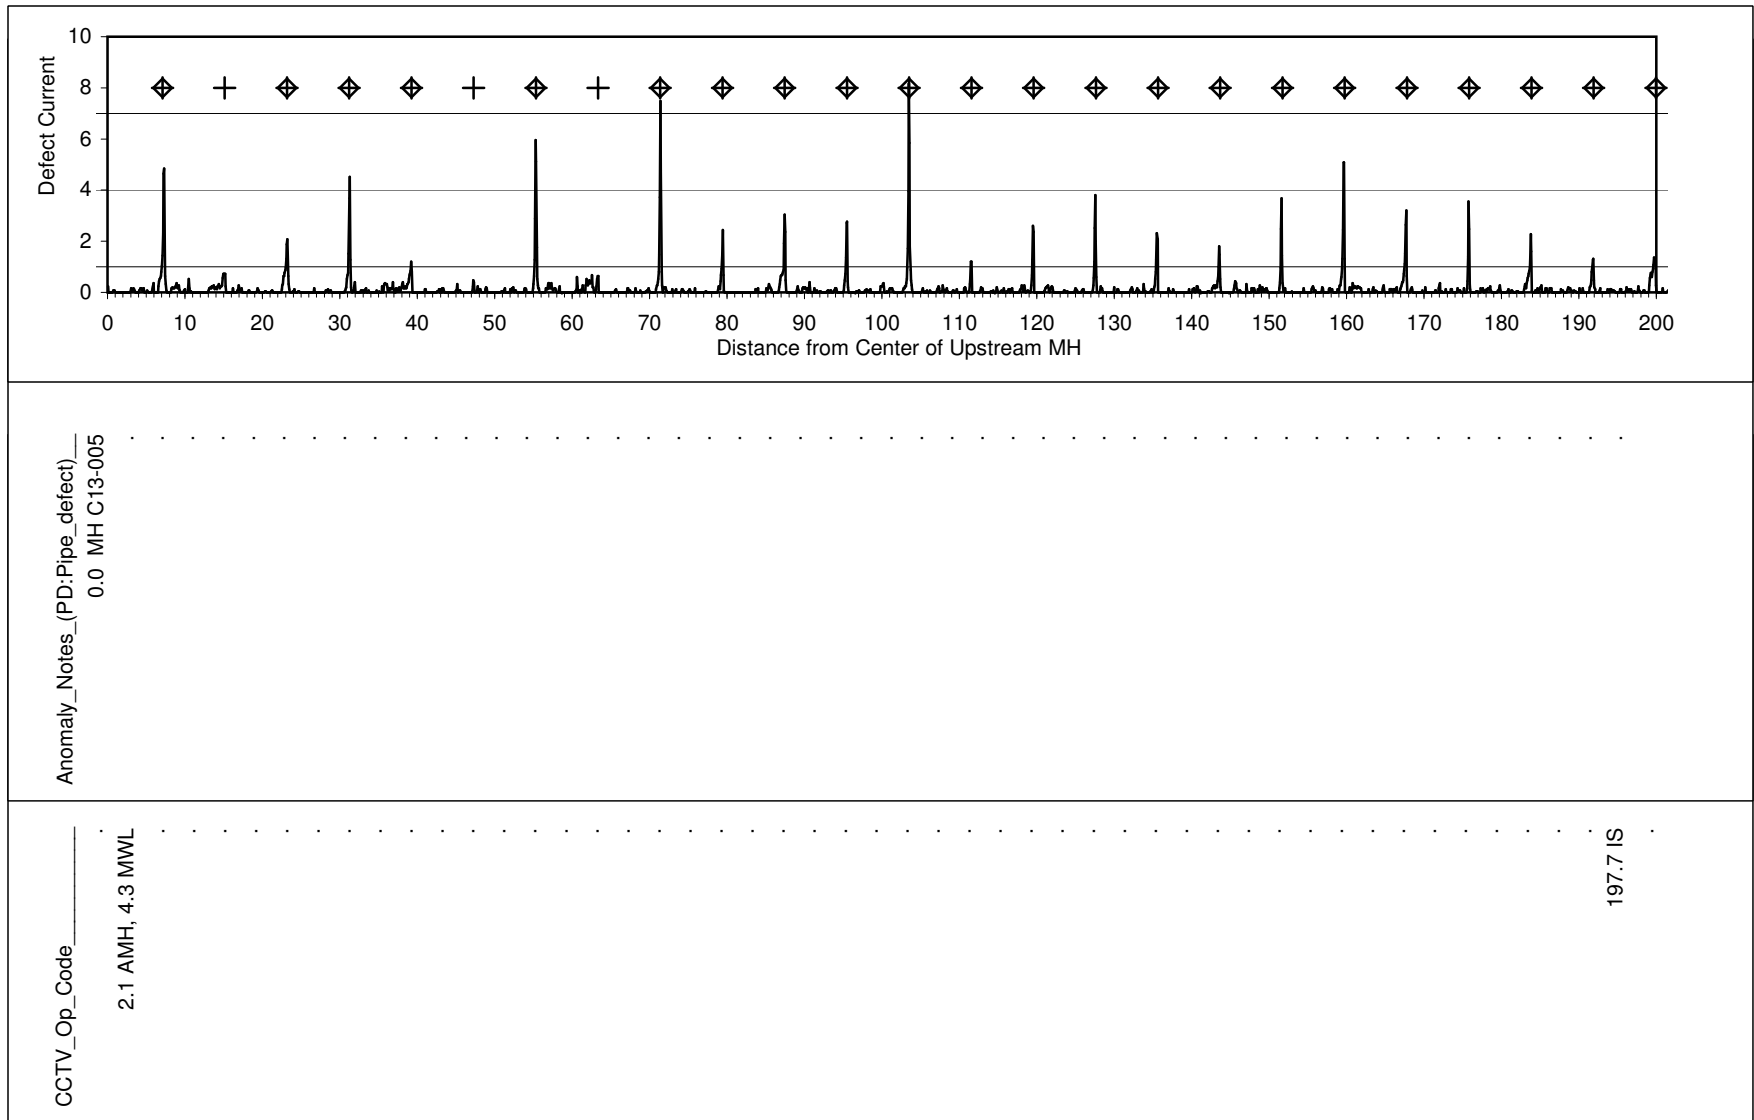 Defect Current
10
8
6
4
2
0
0 10 20 30 40 50 60 70 80 90 100 110 120 130 140 150 160 170 180 190 200
Distance from Center of Upstream MH
Anomaly_Notes_(PD:Pipe_defect)__
0.0 MH C13-005
CCTV_Op_Code__________
2.1 AMH, 4.3 MWL
197.7 IS